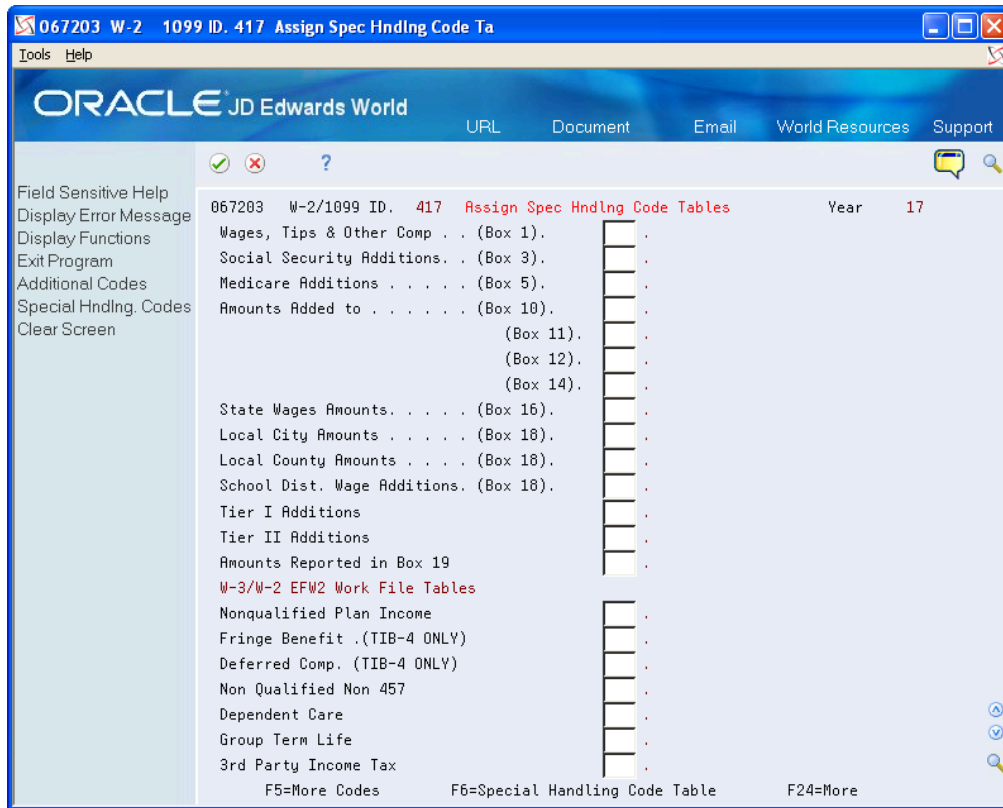 067203 W-2 1099 ID. 417 Assign Spec Hndlng Code Ta
Tools Help
ORACLE JD Edwards World
URL Document Email World Resources Support
?
Field Sensitive Help
Display Error Message
Display Functions
Exit Program
Additional Codes
Special Hndlng. Codes
Clear Screen
067203 W-2/1099 ID. 417 Assign Spec Hndlng Code Tables Year 17
Wages, Tips & Other Comp . . (Box 1). .
Social Security Additions. . (Box 3). .
Medicare Additions . . . . . (Box 5). .
Amounts Added to . . . . . . (Box 10). .
(Box 11). .
(Box 12). .
(Box 14). .
State Wages Amounts. . . . . (Box 16). .
Local City Amounts . . . . . (Box 18). .
Local County Amounts . . . . (Box 18). .
School Dist. Wage Additions. (Box 18). .
Tier I Additions .
Tier II Additions .
Amounts Reported in Box 19 .
W-3/W-2 EFW2 Work File Tables
Nonqualified Plan Income .
Fringe Benefit .(TIB-4 ONLY) .
Deferred Comp. (TIB-4 ONLY) .
Non Qualified Non 457 .
Dependent Care .
Group Term Life .
3rd Party Income Tax .
F5=More Codes F6=Special Handling Code Table F24=More